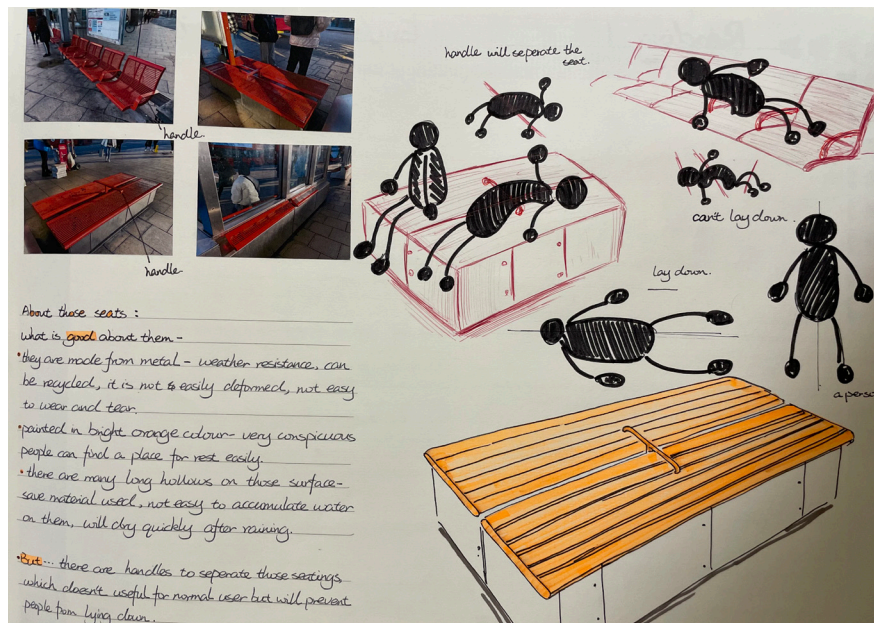 handle will seperate the
seat.
handle
handle
can't lay down.
lay down.
a perso
About those seats :
what is good about them -
•they are made from metal - weather resistance, can
be recycled, it is not easily deformed, not easy
to wear and tear.
•painted in bright orange colour - very conspicuous
people can find a place for rest easily.
•there are many long hollows on those surface -
save material used, not easy to accumulate water
on them, will dry quickly after raining.
•But... there are handles to seperate those seatings
which doesn't useful for normal user but will prevent
people from lying down.